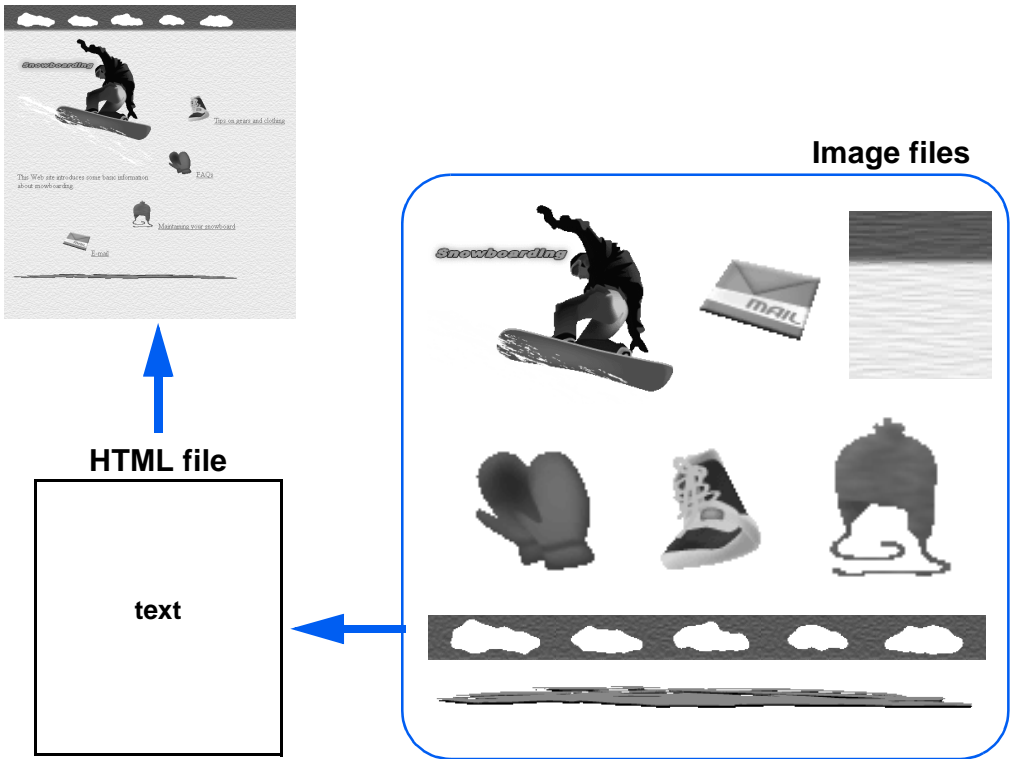 Snowboarding
Tips on gears and clothing
FAQs
This Web site introduces some basic information
about snowboarding.
Maintaining your snowboard
E-mail
Image files
Snowboarding
MAIL
HTML file
text